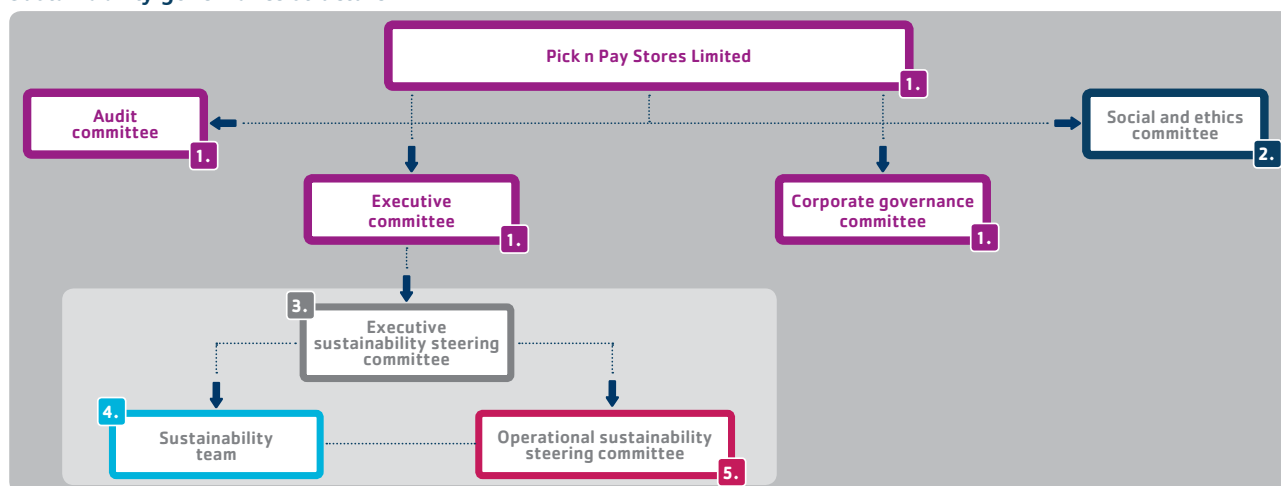 Pick n Pay Stores Limited
1.
Audit
committee
1.
Social and ethics
committee
2.
Executive
committee
1.
Corporate governance
committee
1.
3.
Executive
sustainability steering
committee
4.
Sustainability
team
Operational sustainability
steering committee
5.